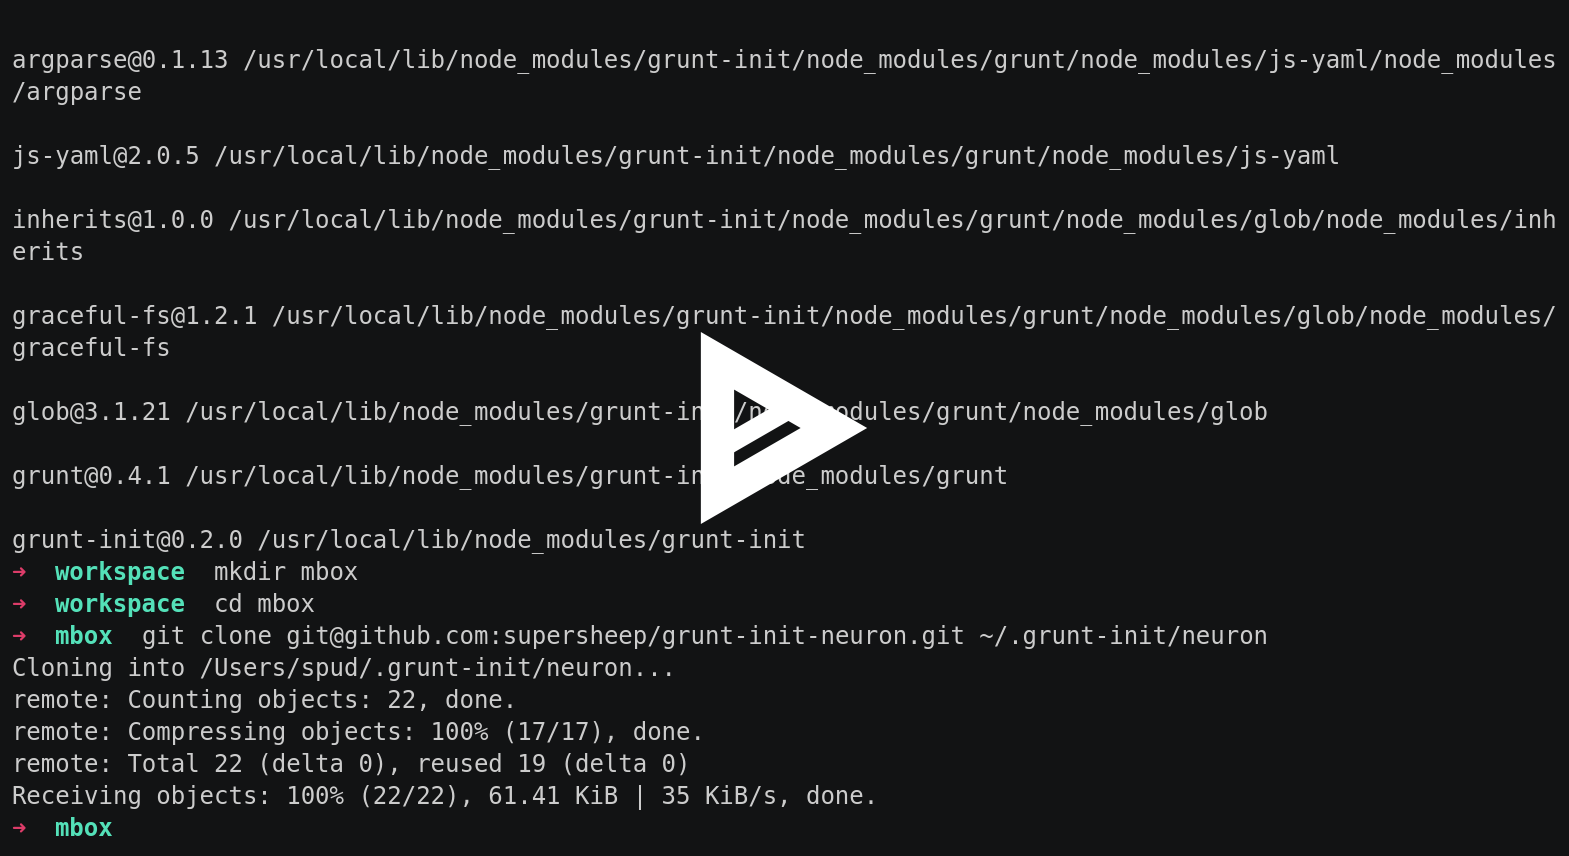 argparse@0.1.13 /usr/local/lib/node_modules/grunt-init/node_modules/grunt/node_modules/js-yaml/node_modules
/argparse
js-yaml@2.0.5 /usr/local/lib/node_modules/grunt-init/node_modules/grunt/node_modules/js-yaml
inherits@1.0.0 /usr/local/lib/node_modules/grunt-init/node_modules/grunt/node_modules/glob/node_modules/inh
erits
graceful-fs@1.2.1 /usr/local/lib/node_modules/grunt-init/node_modules/grunt/node_modules/glob/node_modules/
graceful-fs
glob@3.1.21 /usr/local/lib/node_modules/grunt-in /n odules/grunt/node_modules/glob
grunt@0.4.1 /usr/local/lib/node_modules/grunt-in de_modules/grunt
grunt-init@0.2.0 /usr/local/lib/node_modules/grunt-init
➜  workspace  mkdir mbox
➜  workspace  cd mbox
➜  mbox  git clone git@github.com:supersheep/grunt-init-neuron.git ~/.grunt-init/neuron
Cloning into /Users/spud/.grunt-init/neuron...
remote: Counting objects: 22, done.
remote: Compressing objects: 100% (17/17), done.
remote: Total 22 (delta 0), reused 19 (delta 0)
Receiving objects: 100% (22/22), 61.41 KiB | 35 KiB/s, done.
➜  mbox